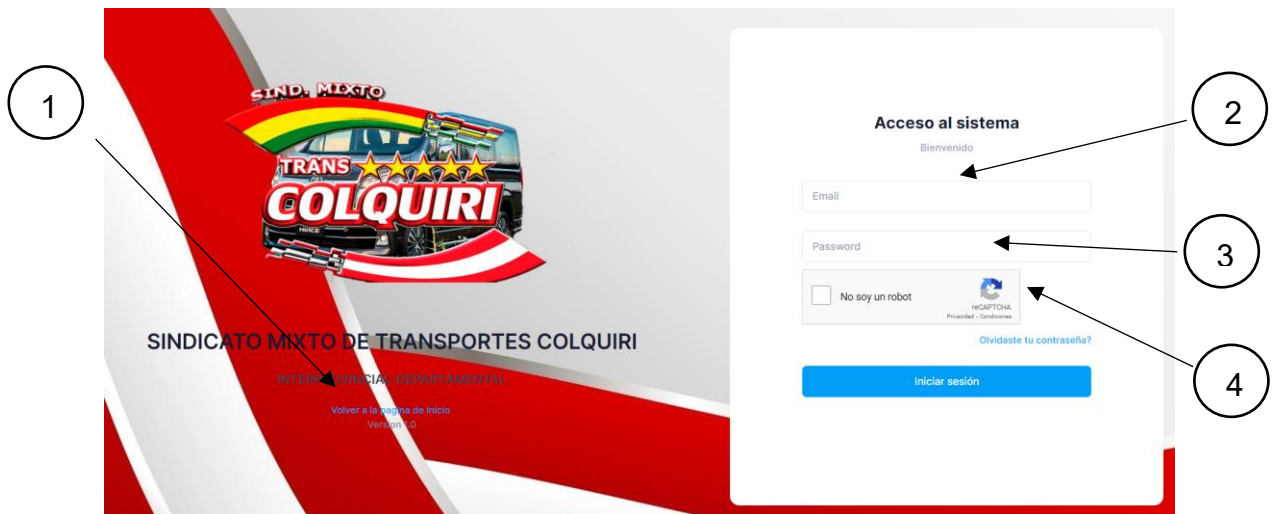 1
SIND. MIXTO
TRANS
COLQUIRI
HIACE
SINDICATO MIXTO DE TRANSPORTES COLQUIRI
INTERPROVINCIAL-DEPARTAMENTAL
Volver a la pagina de inicio
Version 1.0
Acceso al sistema
Bienvenido
2
Email
Password
3
No soy un robot
reCAPTCHA
Privacidad - Condiciones
Olvidaste tu contraseña?
4
Iniciar sesión